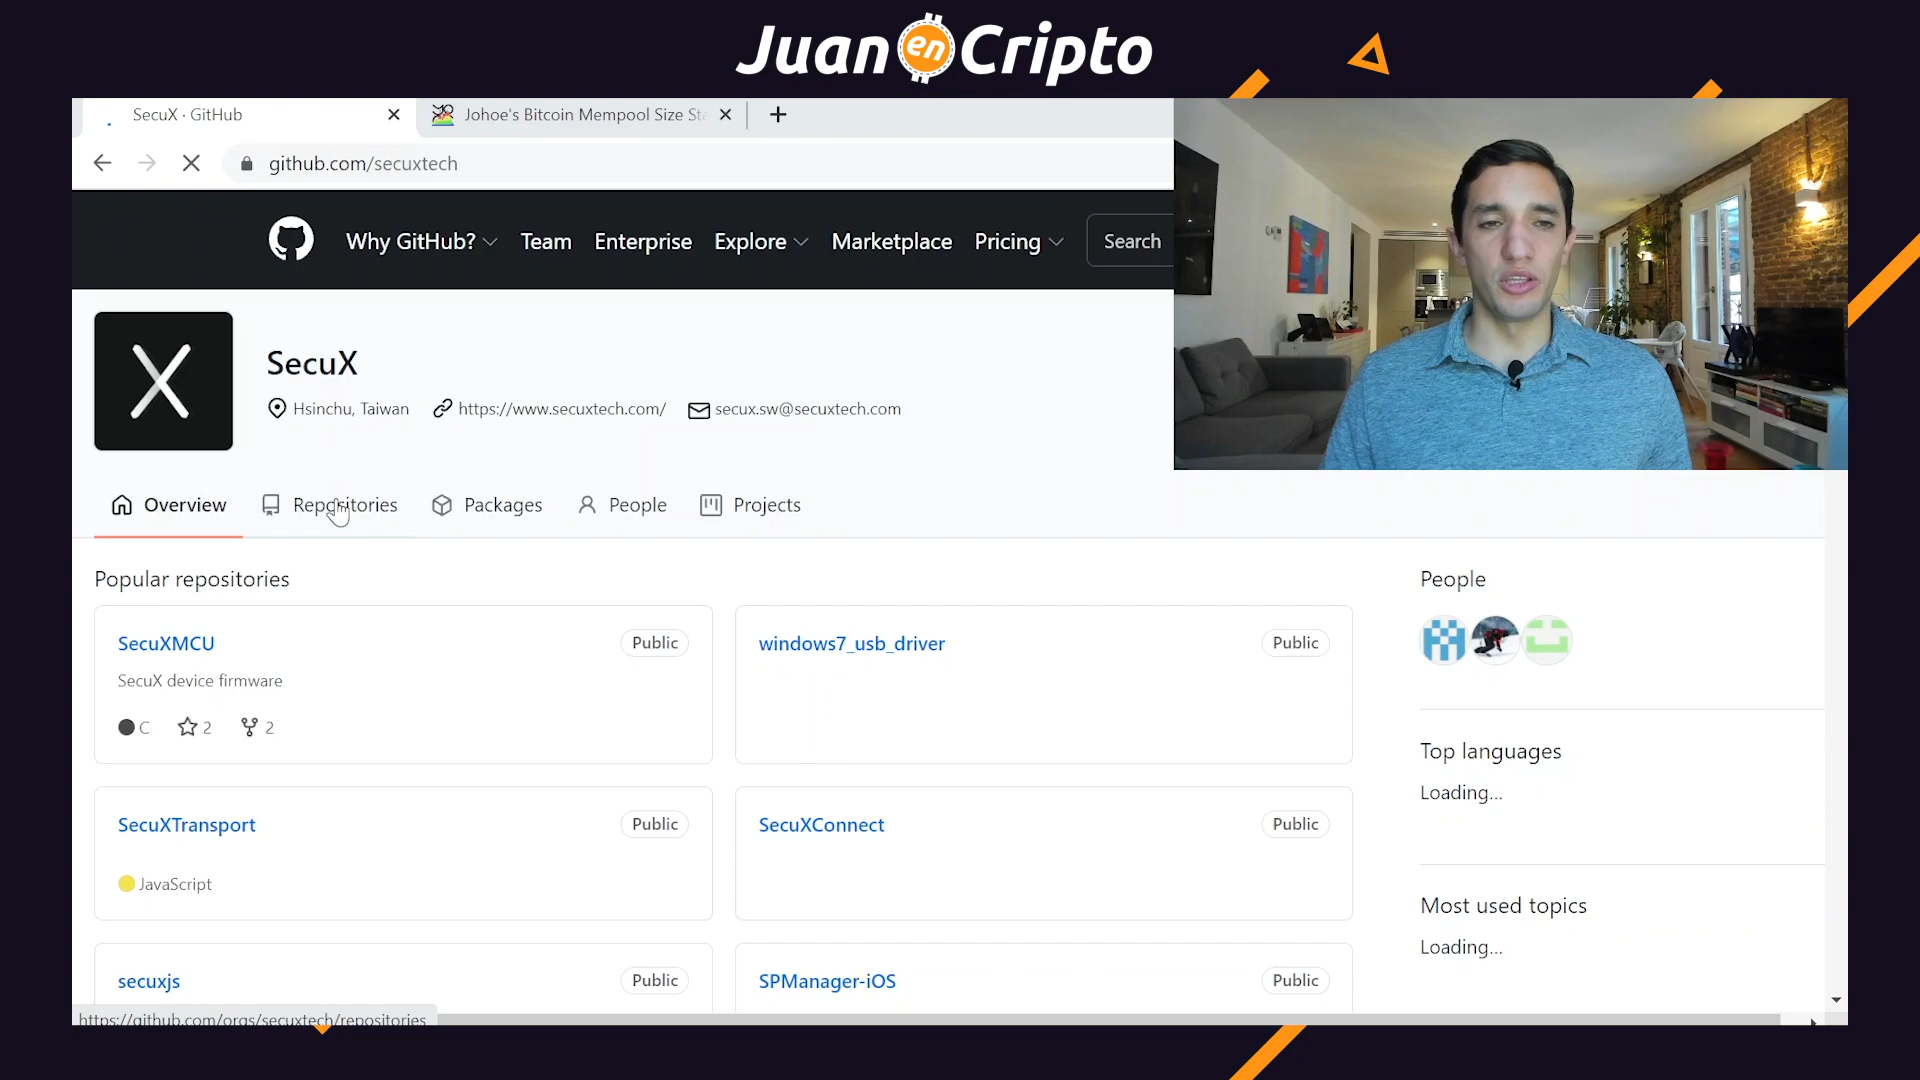 Juan en Cripto
SecuX · GitHub
Johoe's Bitcoin Mempool Size Sta
github.com/secuxtech
Why GitHub? Team Enterprise Explore Marketplace Pricing Search
SecuX
Hsinchu, Taiwan https://www.secuxtech.com/ secux.sw@secuxtech.com
Overview Repositories Packages People Projects
Popular repositories
SecuXMCU Public
SecuX device firmware
C 2 2
windows7_usb_driver Public
SecuXTransport Public
JavaScript
SecuXConnect Public
secuxjs Public
SPManager-iOS Public
People
Top languages
Loading...
Most used topics
Loading...
https://github.com/orgs/secuxtech/repositories